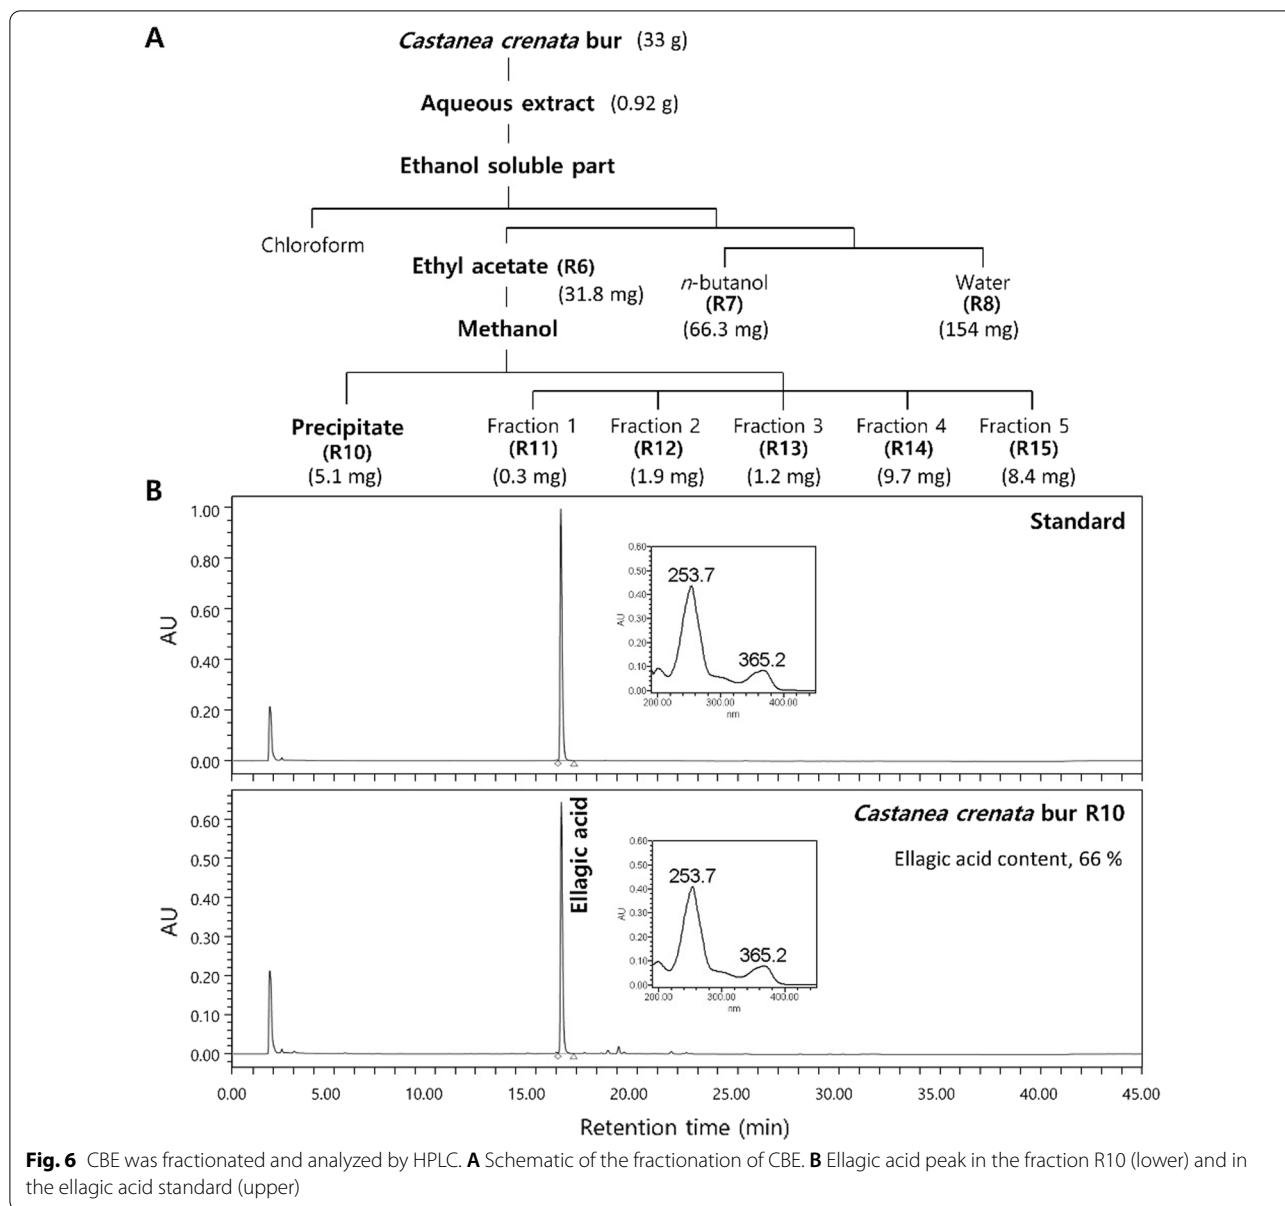 A
Castanea crenata bur (33 g)
Aqueous extract (0.92 g)
Ethanol soluble part
Chloroform
Ethyl acetate (R6)
(31.8 mg)
n-butanol
(R7)
(66.3 mg)
Water
(R8)
(154 mg)
Methanol
Precipitate
(R10)
(5.1 mg)
Fraction 1
(R11)
(0.3 mg)
Fraction 2
(R12)
(1.9 mg)
Fraction 3
(R13)
(1.2 mg)
Fraction 4
(R14)
(9.7 mg)
Fraction 5
(R15)
(8.4 mg)
B
Standard
AU
1.00
0.80
0.60
0.40
0.20
0.00
0.60
0.50
0.40
0.30
0.20
0.10
0.00
AU
253.7
365.2
200.00 300.00 400.00
nm
Castanea crenata bur R10
Ellagic acid content, 66 %
Ellagic acid
AU
0.60
0.50
0.40
0.30
0.20
0.10
0.00
0.60
0.50
0.40
0.30
0.20
0.10
0.00
AU
253.7
365.2
200.00 300.00 400.00
nm
0.00 5.00 15.00 20.00 25.00 30.00 35.00 40.00 45.00
Retention time (min)
Fig. 6 CBE was fractionated and analyzed by HPLC. A Schematic of the fractionation of CBE. B Ellagic acid peak in the fraction R10 (lower) and in
the ellagic acid standard (upper)